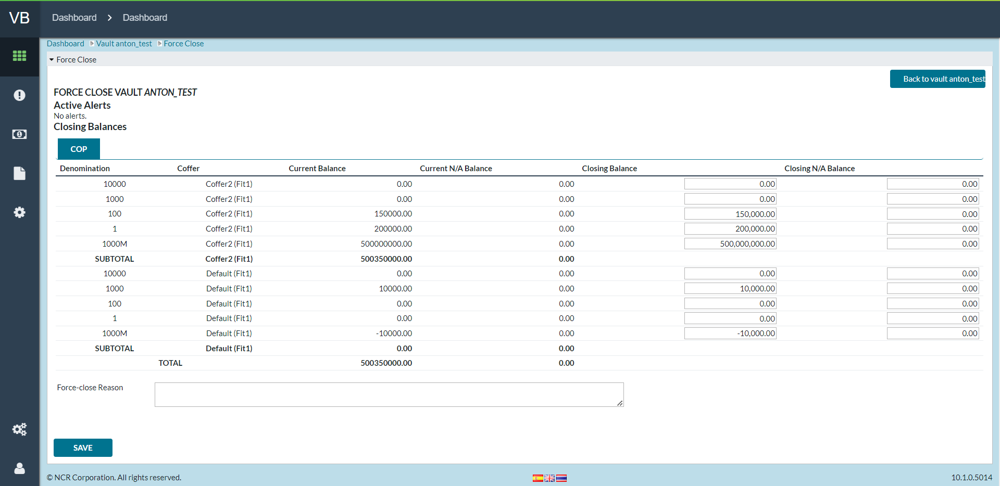 VB
Dashboard > Dashboard
Dashboard Vault anton_test Force Close
Force Close
Back to vault anton_test
FORCE CLOSE VAULT ANTON_TEST
Active Alerts
No alerts.
Closing Balances
COP
Denomination Coffer Current Balance Current N/A Balance Closing Balance Closing N/A Balance
10000 Coffer2 (Fit1) 0.00 0.00 0.00 0.00
1000 Coffer2 (Fit1) 0.00 0.00 0.00 0.00
100 Coffer2 (Fit1) 150000.00 0.00 150,000.00 0.00
1 Coffer2 (Fit1) 200000.00 0.00 200,000.00 0.00
1000M Coffer2 (Fit1) 500000000.00 0.00 500,000,000.00 0.00
SUBTOTAL Coffer2 (Fit1) 500350000.00 0.00
10000 Default (Fit1) 0.00 0.00 0.00 0.00
1000 Default (Fit1) 10000.00 0.00 10,000.00 0.00
100 Default (Fit1) 0.00 0.00 0.00 0.00
1 Default (Fit1) 0.00 0.00 0.00 0.00
1000M Default (Fit1) -10000.00 0.00 -10,000.00 0.00
SUBTOTAL Default (Fit1) 0.00 0.00
TOTAL 500350000.00 0.00
Force-close Reason
SAVE
© NCR Corporation. All rights reserved. 10.1.0.5014